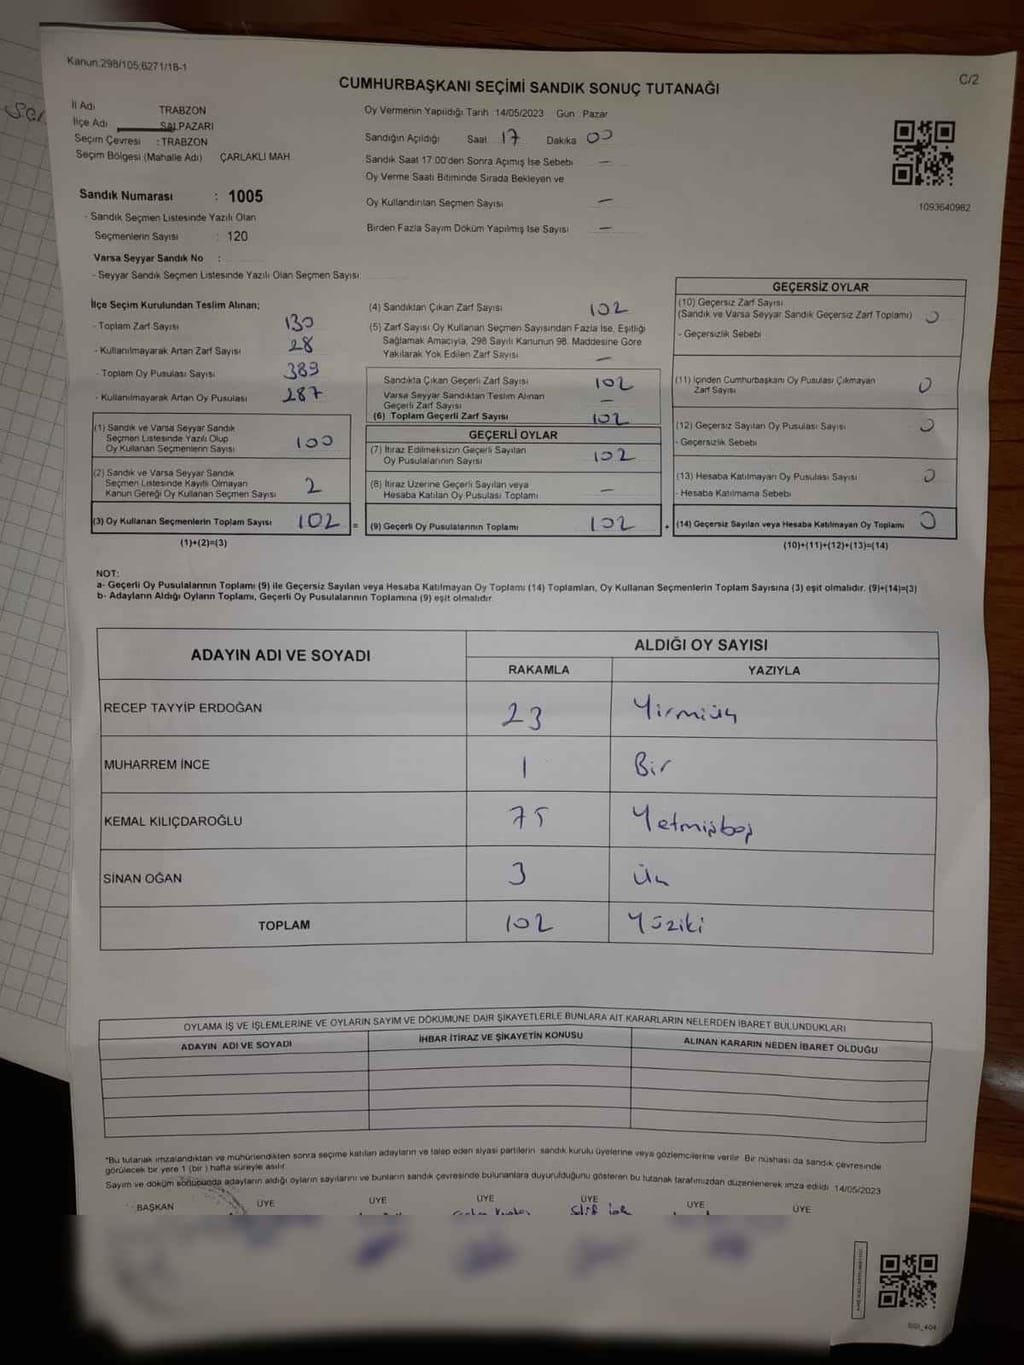 Kanun:298/105;6271/18-1
C/2
CUMHURBAŞKANI SEÇİMİ SANDIK SONUÇ TUTANAĞI
İl Adı TRABZON
İlçe Adı ŞALPAZARI
Seçim Çevresi : TRABZON
Seçim Bölgesi (Mahalle Adı) ÇARLAKLI MAH.
Oy Vermenin Yapıldığı Tarih : 14/05/2023 Gün : Pazar
Sandığın Açıldığı Saat 17 Dakika 00
Sandık Saat 17.00'den Sonra Açımış İse Sebebi —
Oy Verme Saati Bitiminde Sırada Bekleyen ve
Oy Kullandırılan Seçmen Sayısı —
Birden Fazla Sayım Döküm Yapılmış İse Sayısı —
1093640982
Sandık Numarası : 1005
- Sandık Seçmen Listesinde Yazılı Olan
Seçmenlerin Sayısı : 120
Varsa Seyyar Sandık No :
- Seyyar Sandık Seçmen Listesinde Yazılı Olan Seçmen Sayısı:
İlçe Seçim Kurulundan Teslim Alınan;
- Toplam Zarf Sayısı 130
- Kullanılmayarak Artan Zarf Sayısı 28
- Toplam Oy Pusulası Sayısı 389
- Kullanılmayarak Artan Oy Pusulası 287
(1) Sandık ve Varsa Seyyar Sandık
Seçmen Listesinde Yazılı Olup
Oy Kullanan Seçmenlerin Sayısı 100
(2) Sandık ve Varsa Seyyar Sandık
Seçmen Listesinde Kayıtlı Olmayan
Kanun Gereği Oy Kullanan Seçmen Sayısı 2
(3) Oy Kullanan Seçmenlerin Toplam Sayısı 102 =
(1)+(2)=(3)
(4) Sandıktan Çıkan Zarf Sayısı 102
(5) Zarf Sayısı Oy Kullanan Seçmen Sayısından Fazla İse, Eşitliği
Sağlamak Amacıyla, 298 Sayılı Kanunun 98. Maddesine Göre
Yakılarak Yok Edilen Zarf Sayısı —
Sandıkta Çıkan Geçerli Zarf Sayısı 102
Varsa Seyyar Sandıktan Teslim Alınan
Geçerli Zarf Sayısı —
(6) Toplam Geçerli Zarf Sayısı 102
GEÇERLİ OYLAR
(7) İtiraz Edilmeksizin Geçerli Sayılan
Oy Pusulalarının Sayısı 102
(8) İtiraz Üzerine Geçerli Sayılan veya
Hesaba Katılan Oy Pusulası Toplamı —
(9) Geçerli Oy Pusulalarının Toplamı 102 +
GEÇERSİZ OYLAR
(10) Geçersiz Zarf Sayısı
(Sandık ve Varsa Seyyar Sandık Geçersiz Zarf Toplamı) 0
- Geçersizlik Sebebi
(11) İçinden Cumhurbaşkanı Oy Pusulası Çıkmayan
Zarf Sayısı 0
(12) Geçersiz Sayılan Oy Pusulası Sayısı 0
- Geçersizlik Sebebi
(13) Hesaba Katılmayan Oy Pusulası Sayısı 0
- Hesaba Katılmama Sebebi
(14) Geçersiz Sayılan veya Hesaba Katılmayan Oy Toplamı 0
(10)+(11)+(12)+(13)=(14)
NOT:
a- Geçerli Oy Pusulalarının Toplamı (9) ile Geçersiz Sayılan veya Hesaba Katılmayan Oy Toplamı (14) Toplamları, Oy Kullanan Seçmenlerin Toplam Sayısına (3) eşit olmalıdır. (9)+(14)=(3)
b- Adayların Aldığı Oyların Toplamı, Geçerli Oy Pusulalarının Toplamına (9) eşit olmalıdır.
ADAYIN ADI VE SOYADI
ALDIĞI OY SAYISI
RAKAMLA YAZIYLA
RECEP TAYYİP ERDOĞAN 23 Yirmiüç
MUHARREM İNCE 1 Bir
KEMAL KILIÇDAROĞLU 75 Yetmişbeş
SİNAN OĞAN 3 Üç
TOPLAM 102 Yüziki
OYLAMA İŞ VE İŞLEMLERİNE VE OYLARIN SAYIM VE DÖKÜMÜNE DAİR ŞİKAYETLERLE BUNLARA AİT KARARLARIN NELERDEN İBARET BULUNDUKLARI
ADAYIN ADI VE SOYADI İHBAR İTİRAZ VE ŞİKAYETİN KONUSU ALINAN KARARIN NEDEN İBARET OLDUĞU
*Bu tutanak imzalandıktan ve mühürlendikten sonra seçime katılan adayların ve talep eden siyasi partilerin sandık kurulu üyelerine veya gözlemcilerine verilir. Bir nüshası da sandık çevresinde
görülecek bir yere 1 (bir) hafta süreyle asılır.
Sayım ve döküm sonucunda adayların aldığı oyların sayılarını ve bunların sandık çevresinde bulunanlara duyurulduğunu gösteren bu tutanak tarafımızdan düzenlenerek imza edildi. 14/05/2023
BAŞKAN ÜYE ÜYE ÜYE ÜYE ÜYE ÜYE